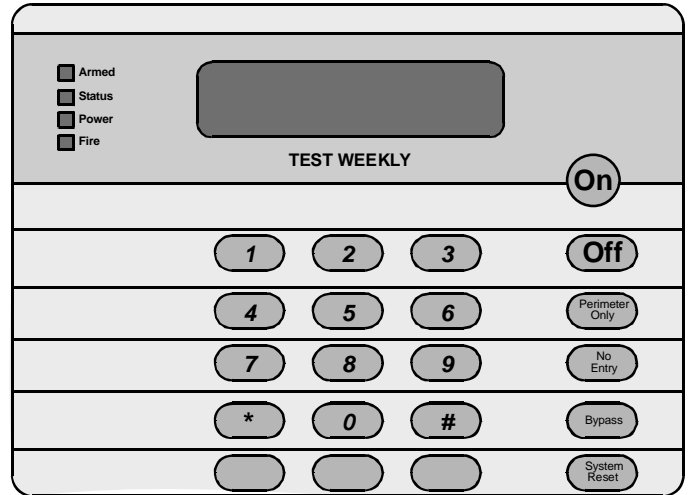 Armed
Status
Power
Fire
TEST WEEKLY
On
1 2 3 Off
4 5 6 Perimeter
Only
7 8 9 No
Entry
* 0 # Bypass
System
Reset